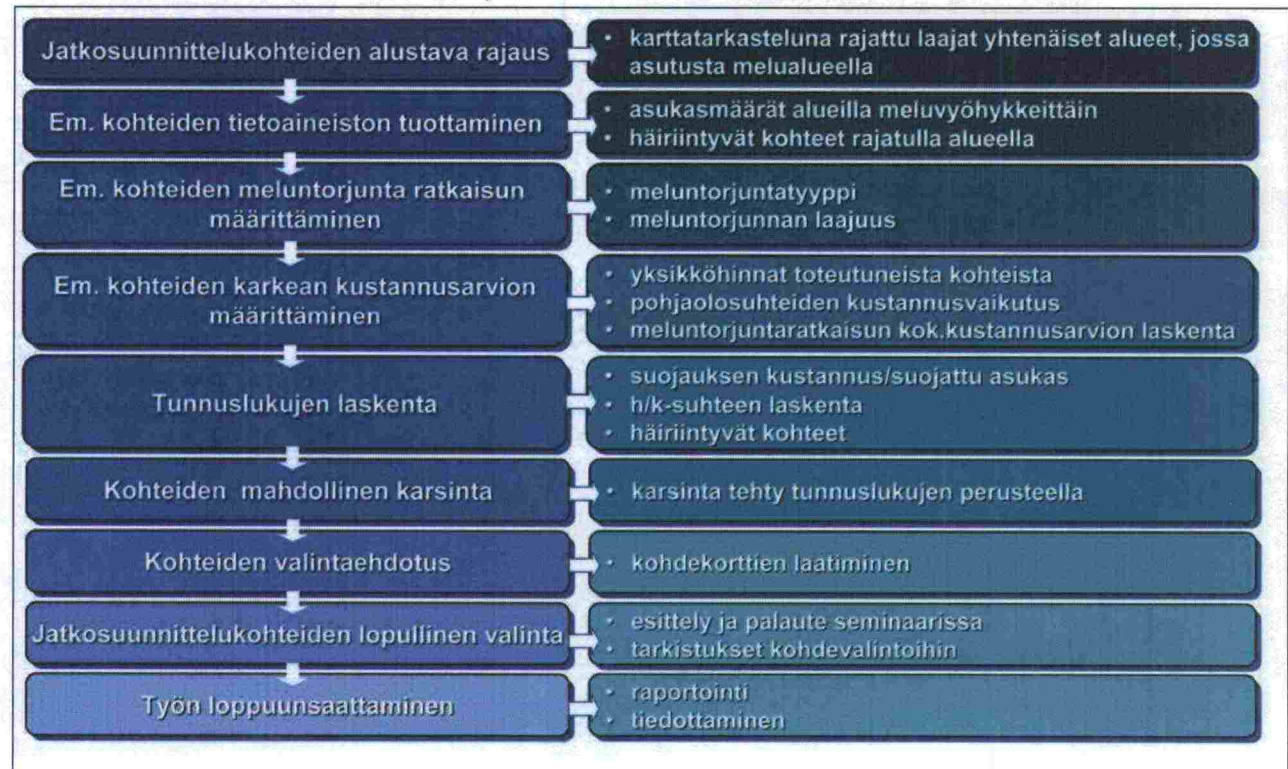 Jatkosuunnittelukohteiden alustava rajaus
• karttatarkasteluna rajattu laajat yhtenäiset alueet, jossa
asutusta melualueella
Em. kohteiden tietoaineiston tuottaminen
• asukasmäärät alueilla meluvyöhykkeittäin
• häiriintyvät kohteet rajatulla alueella
Em. kohteiden meluntorjunta ratkaisun
määrittäminen
• meluntorjuntatyyppi
• meluntorjunnan laajuus
Em. kohteiden karkean kustannusarvion
määrittäminen
• yksikköhinnat toteutuneista kohteista
• pohjaolosuhteiden kustannusvaikutus
• meluntorjuntaratkaisun kok.kustannusarvion laskenta
Tunnuslukujen laskenta
• suojauksen kustannus/suojattu asukas
• h/k-suhteen laskenta
• häiriintyvät kohteet
Kohteiden mahdollinen karsinta
• karsinta tehty tunnuslukujen perusteella
Kohteiden valintaehdotus
• kohdekorttien laatiminen
Jatkosuunnittelukohteiden lopullinen valinta
• esittely ja palaute seminaarissa
• tarkistukset kohdevalintoihin
Työn loppuunsaattaminen
• raportointi
• tiedottaminen